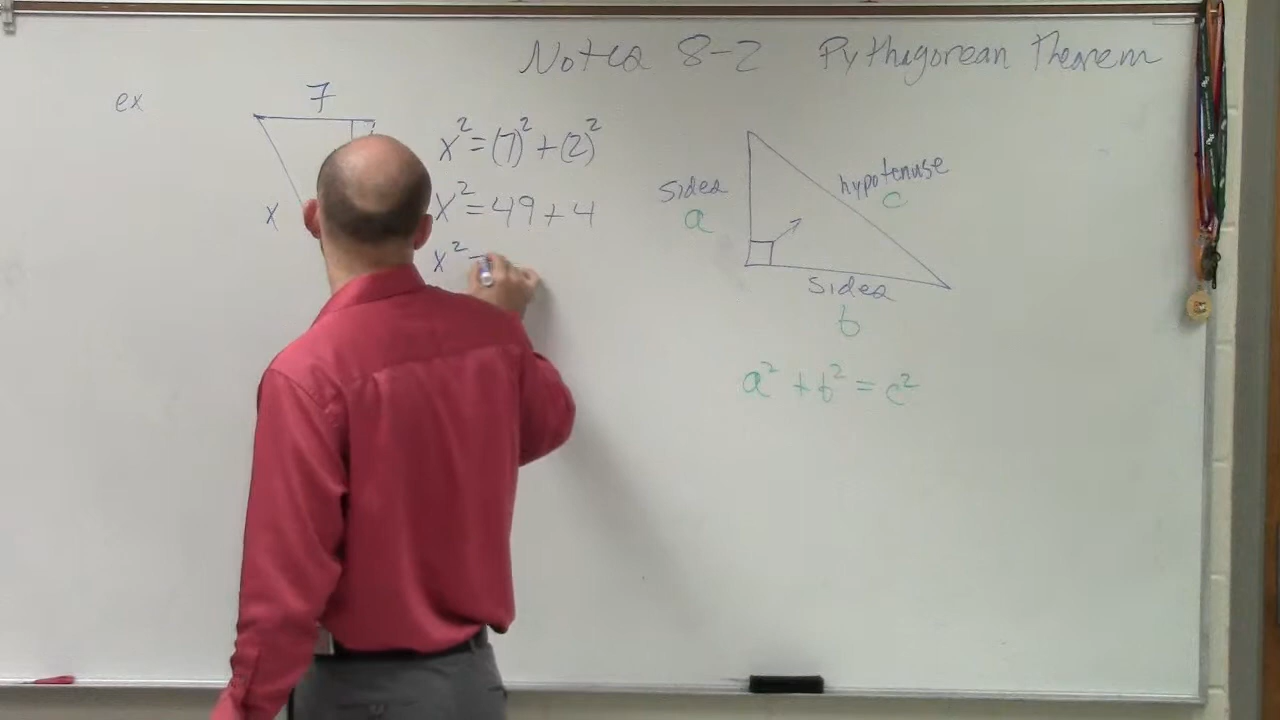 Notes 8-2 Pythagorean Theorem
ex
7
x
x² = (7)² + (2)²
x² = 49 + 4
x² =
sides
a
hypotenuse
c
sides
b
a² + b² = c²